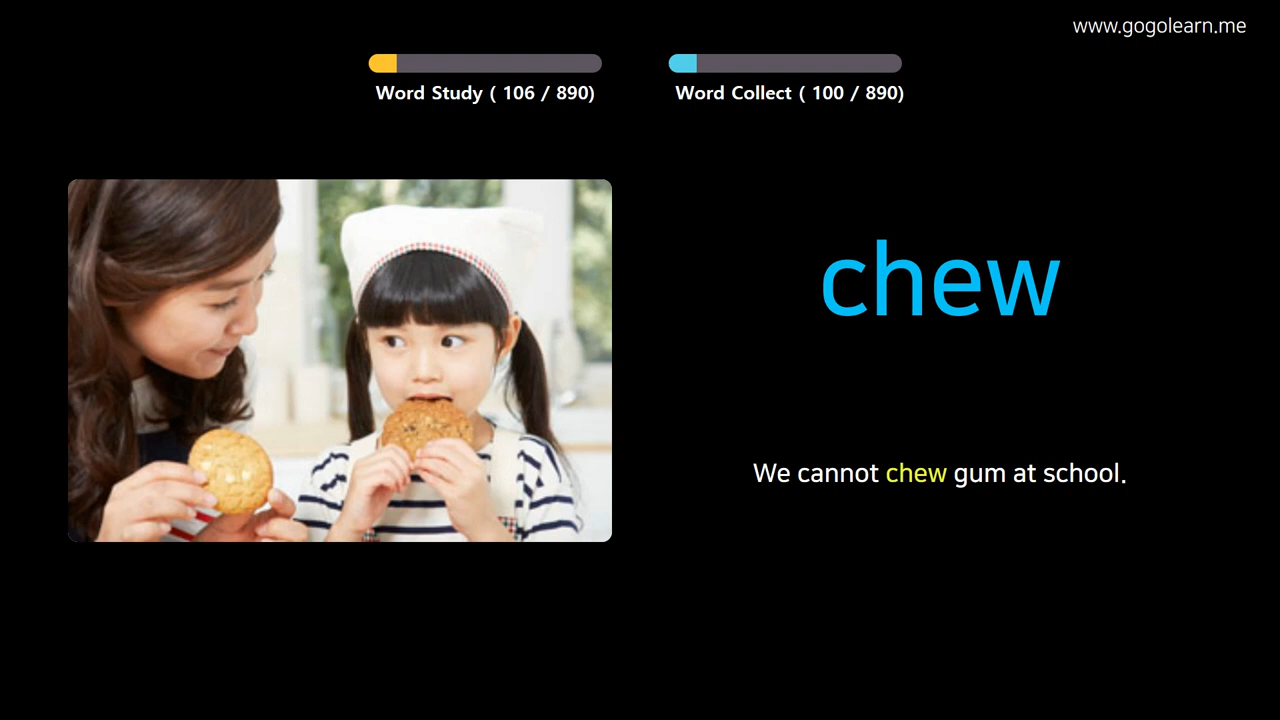 www.gogolearn.me
Word Study ( 106 / 890)
Word Collect ( 100 / 890)
chew
We cannot chew gum at school.